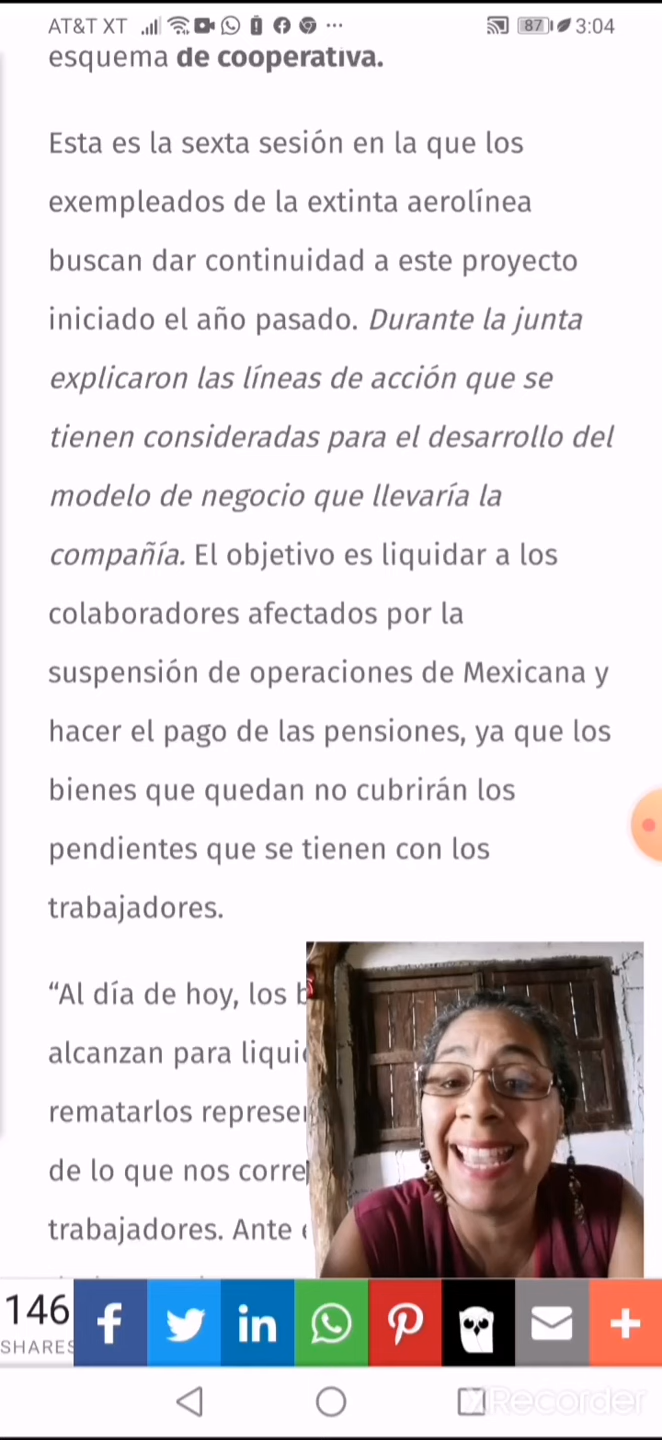 AT&T XT ... 87 3:04
esquema de cooperativa.
Esta es la sexta sesión en la que los
exempleados de la extinta aerolínea
buscan dar continuidad a este proyecto
iniciado el año pasado. Durante la junta
explicaron las líneas de acción que se
tienen consideradas para el desarrollo del
modelo de negocio que llevaría la
compañía. El objetivo es liquidar a los
colaboradores afectados por la
suspensión de operaciones de Mexicana y
hacer el pago de las pensiones, ya que los
bienes que quedan no cubrirán los
pendientes que se tienen con los
trabajadores.
“Al día de hoy, los
alcanzan para
rematarlos
de lo que nos
trabajadores. Ante
146
SHARES
Recorder